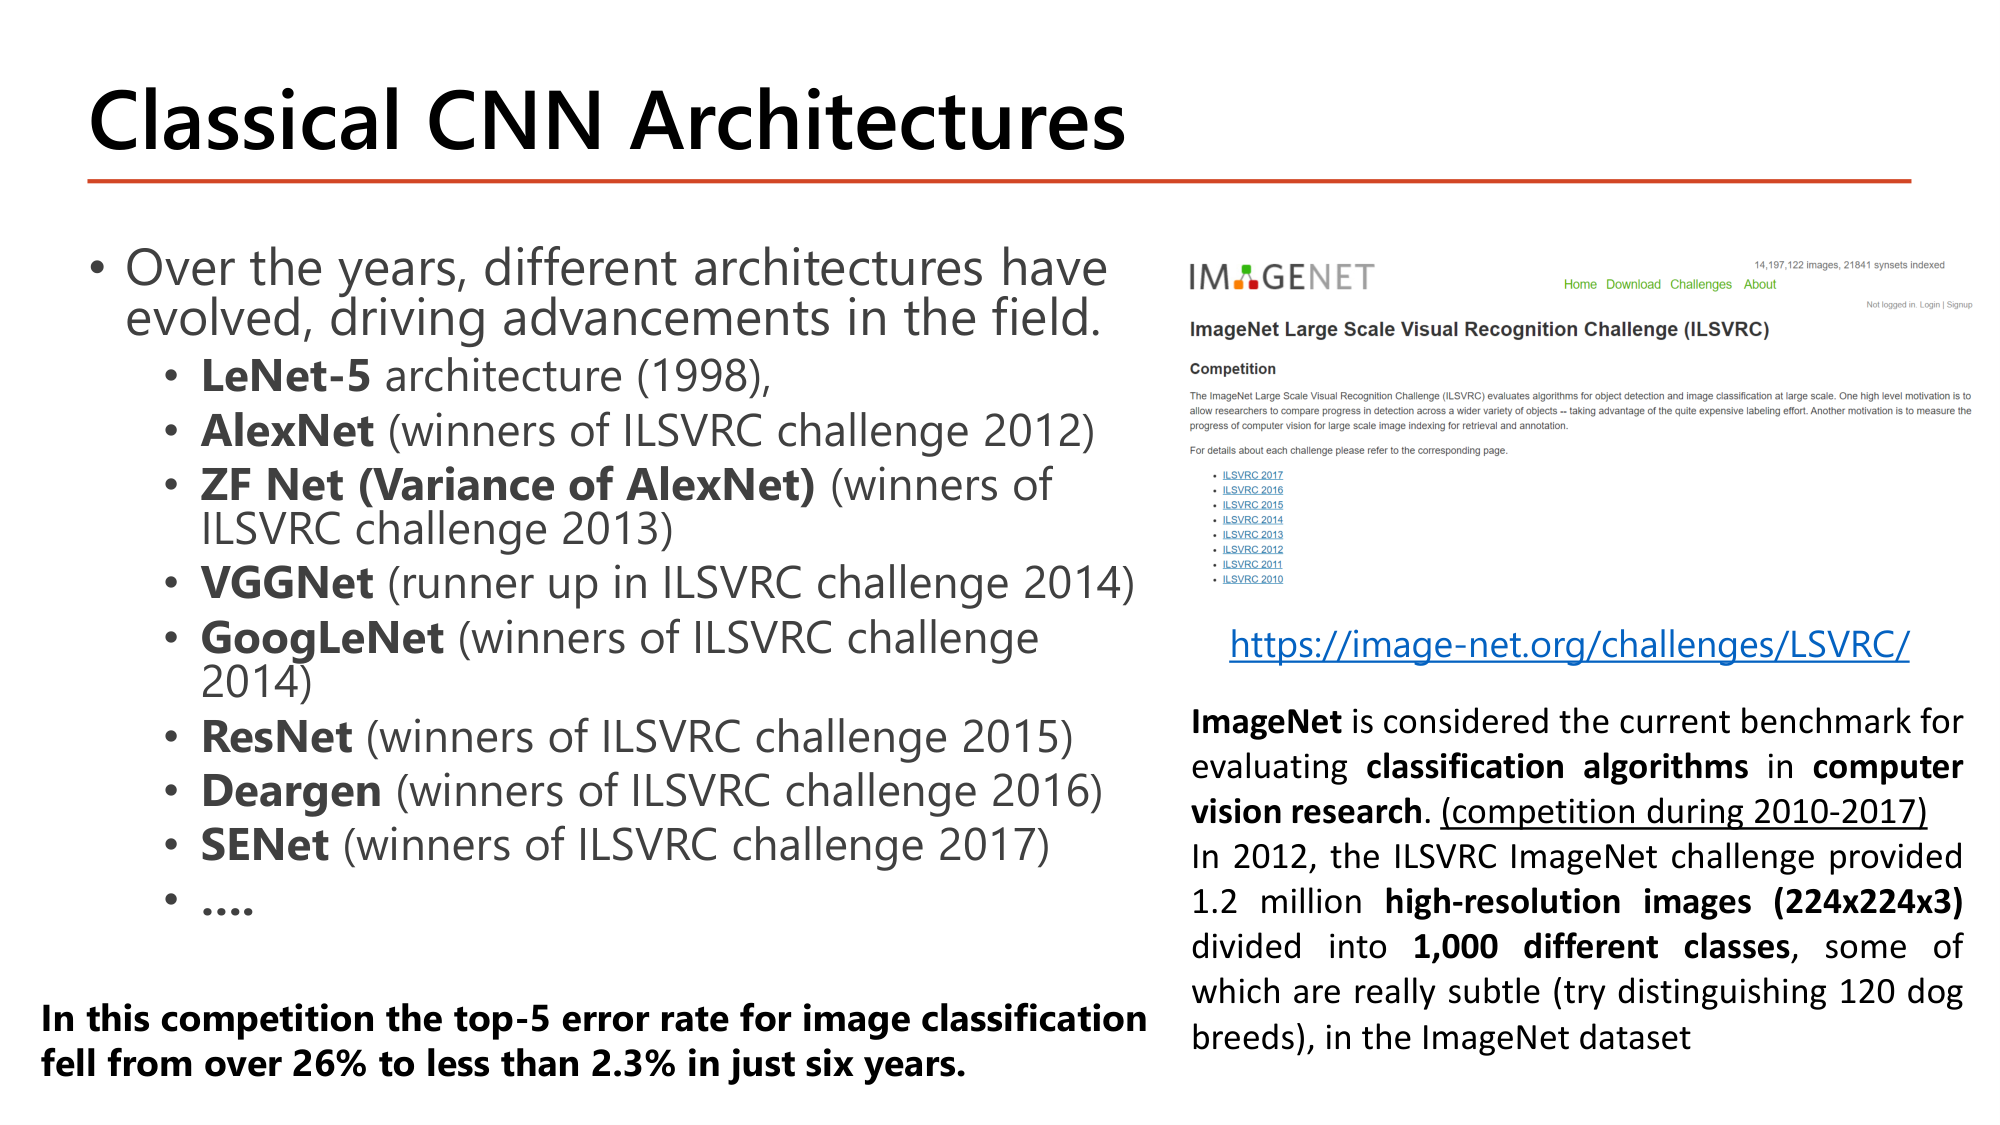 Classical CNN Architectures
• Over the years, different architectures have
evolved, driving advancements in the field.
• LeNet-5 architecture (1998),
• AlexNet (winners of ILSVRC challenge 2012)
• ZF Net (Variance of AlexNet) (winners of
ILSVRC challenge 2013)
• VGGNet (runner up in ILSVRC challenge 2014)
• GoogLeNet (winners of ILSVRC challenge
2014)
• ResNet (winners of ILSVRC challenge 2015)
• Deargen (winners of ILSVRC challenge 2016)
• SENet (winners of ILSVRC challenge 2017)
• ....
In this competition the top-5 error rate for image classification
fell from over 26% to less than 2.3% in just six years.
IMAGENET
14,197,122 images, 21841 synsets indexed
Home Download Challenges About
Not logged in. Login | Signup
ImageNet Large Scale Visual Recognition Challenge (ILSVRC)
Competition
The ImageNet Large Scale Visual Recognition Challenge (ILSVRC) evaluates algorithms for object detection and image classification at large scale. One high level motivation is to
allow researchers to compare progress in detection across a wider variety of objects -- taking advantage of the quite expensive labeling effort. Another motivation is to measure the
progress of computer vision for large scale image indexing for retrieval and annotation.
For details about each challenge please refer to the corresponding page.
• ILSVRC 2017
• ILSVRC 2016
• ILSVRC 2015
• ILSVRC 2014
• ILSVRC 2013
• ILSVRC 2012
• ILSVRC 2011
• ILSVRC 2010
https://image-net.org/challenges/LSVRC/
ImageNet is considered the current benchmark for
evaluating classification algorithms in computer
vision research. (competition during 2010-2017)
In 2012, the ILSVRC ImageNet challenge provided
1.2 million high-resolution images (224x224x3)
divided into 1,000 different classes, some of
which are really subtle (try distinguishing 120 dog
breeds), in the ImageNet dataset